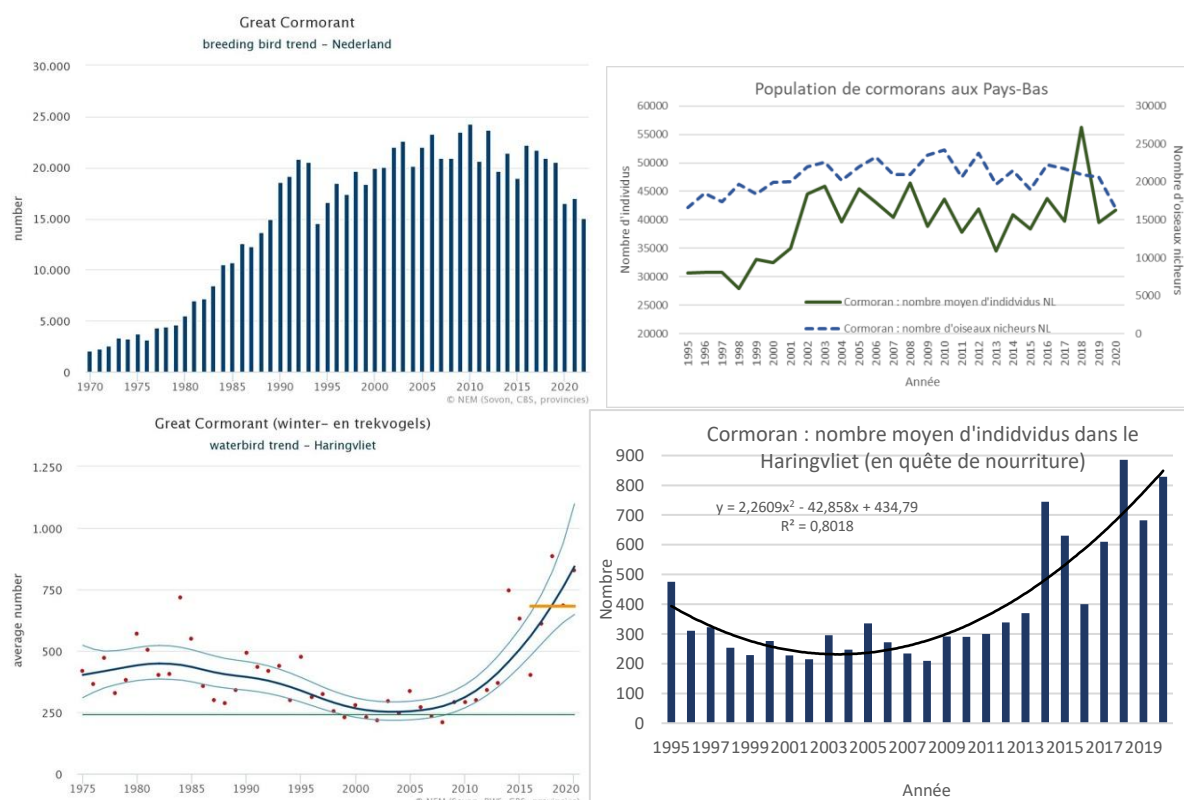 Great Cormorant
breeding bird trend - Nederland
number
30.000
25.000
20.000
15.000
10.000
5.000
0
1970 1975 1980 1985 1990 1995 2000 2005 2010 2015 2020
© NEM (Sovon, CBS, provincies)
Population de cormorans aux Pays-Bas
Nombre d'individus
60000
55000
50000
45000
40000
35000
30000
25000
20000
30000
25000
20000
15000
10000
5000
0
Nombre d'oiseaux nicheurs
Cormoran : nombre moyen d'indidvidus NL
Cormoran : nombre d'oiseaux nicheurs NL
1995 1996 1997 1998 1999 2000 2001 2002 2003 2004 2005 2006 2007 2008 2009 2010 2011 2012 2013 2014 2015 2016 2017 2018 2019 2020
Année
Great Cormorant (winter- en trekvogels)
waterbird trend - Haringvliet
average number
1.250
1.000
750
500
250
0
1975 1980 1985 1990 1995 2000 2005 2010 2015 2020
Cormoran : nombre moyen d'indidvidus dans le
Haringvliet (en quête de nourriture)
y = 2,2609x² - 42,858x + 434,79
R² = 0,8018
Nombre
900
800
700
600
500
400
300
200
100
0
1995 1997 1999 2001 2003 2005 2007 2009 2011 2013 2015 2017 2019
Année